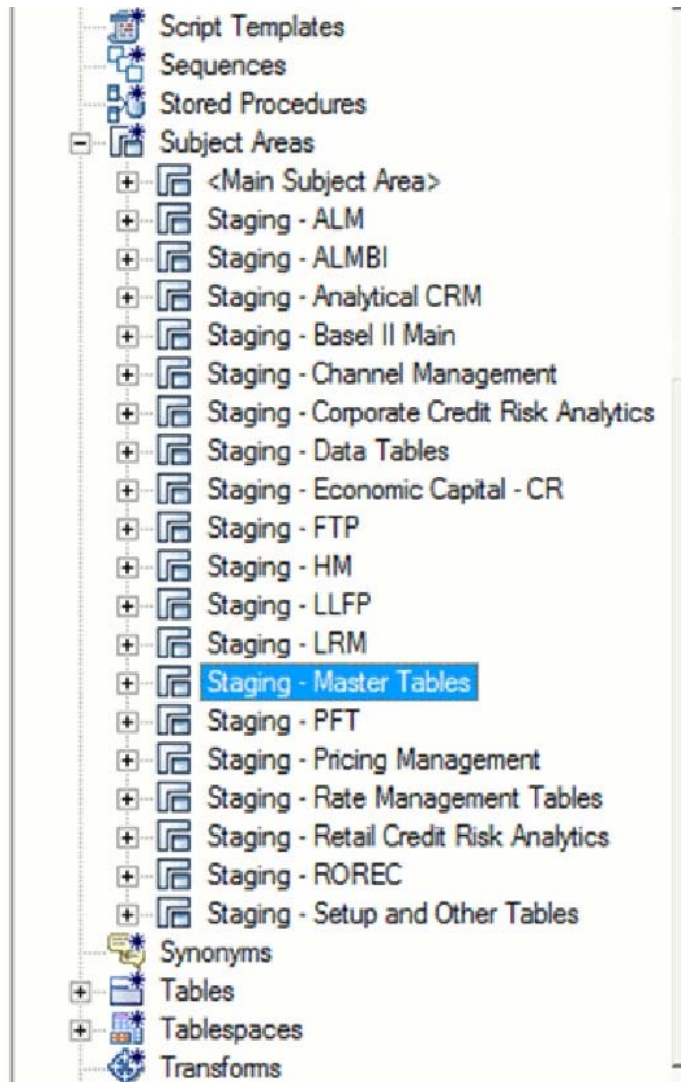 Script Templates
Sequences
Stored Procedures
Subject Areas
<Main Subject Area>
Staging - ALM
Staging - ALMBI
Staging - Analytical CRM
Staging - Basel II Main
Staging - Channel Management
Staging - Corporate Credit Risk Analytics
Staging - Data Tables
Staging - Economic Capital - CR
Staging - FTP
Staging - HM
Staging - LLFP
Staging - LRM
Staging - Master Tables
Staging - PFT
Staging - Pricing Management
Staging - Rate Management Tables
Staging - Retail Credit Risk Analytics
Staging - ROREC
Staging - Setup and Other Tables
Synonyms
Tables
Tablespaces
Transforms